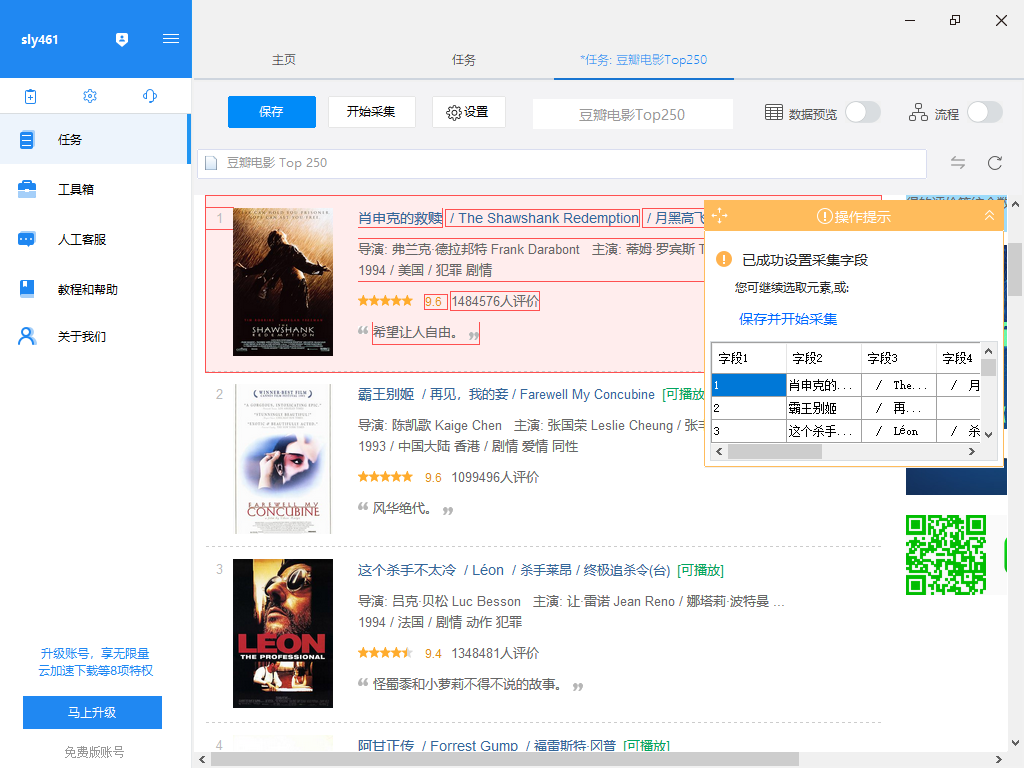 sly461
主页
任务
*任务: 豆瓣电影Top250
保存
开始采集
设置
豆瓣电影Top250
数据预览
流程
任务
豆瓣电影 Top 250
工具箱
人工客服
教程和帮助
关于我们
升级账号，享无限量
云加速下载等8项特权
马上升级
免费版账号
1
肖申克的救赎 / The Shawshank Redemption / 月黑高飞
导演: 弗兰克·德拉邦特 Frank Darabont 主演: 蒂姆·罗宾斯
1994 / 美国 / 犯罪 剧情
9.6 1484576人评价
希望让人自由。
SHAWSHANK
REDEMPTION
操作提示
已成功设置采集字段
您可继续选取元素,或:
保存并开始采集
字段1 字段2 字段3 字段4
1 肖申克的... / The... / 月
2 霸王别姬 / 再...
3 这个杀手... / Léon / 杀
2
霸王别姬 / 再见，我的妾 / Farewell My Concubine [可播放
导演: 陈凯歌 Kaige Chen 主演: 张国荣 Leslie Cheung / 张丰
1993 / 中国大陆 香港 / 剧情 爱情 同性
9.6 1099496人评价
风华绝代。
WINNER-BEST FILM
FAREWELL MY
CONCUBINE
3
这个杀手不太冷 / Léon / 杀手莱昂 / 终极追杀令(台) [可播放]
导演: 吕克·贝松 Luc Besson 主演: 让·雷诺 Jean Reno / 娜塔莉·波特曼 ...
1994 / 法国 / 剧情 动作 犯罪
9.4 1348481人评价
怪蜀黍和小萝莉不得不说的故事。
LEON
THE PROFESSIONAL
4
阿甘正传 / Forrest Gump / 福雷斯特·冈普 [可播放]